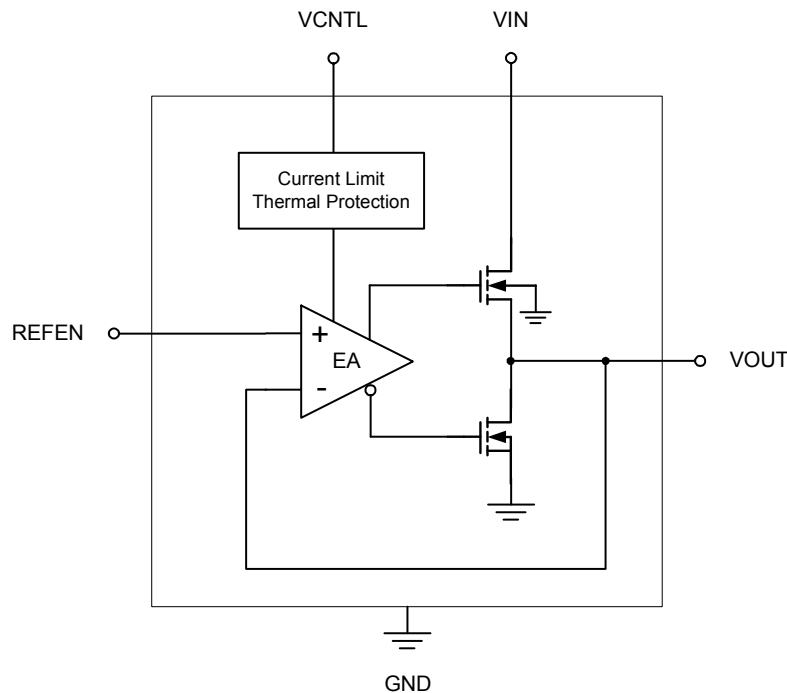 VCNTL
VIN
Current Limit
Thermal Protection
REFEN
+
EA
-
VOUT
GND